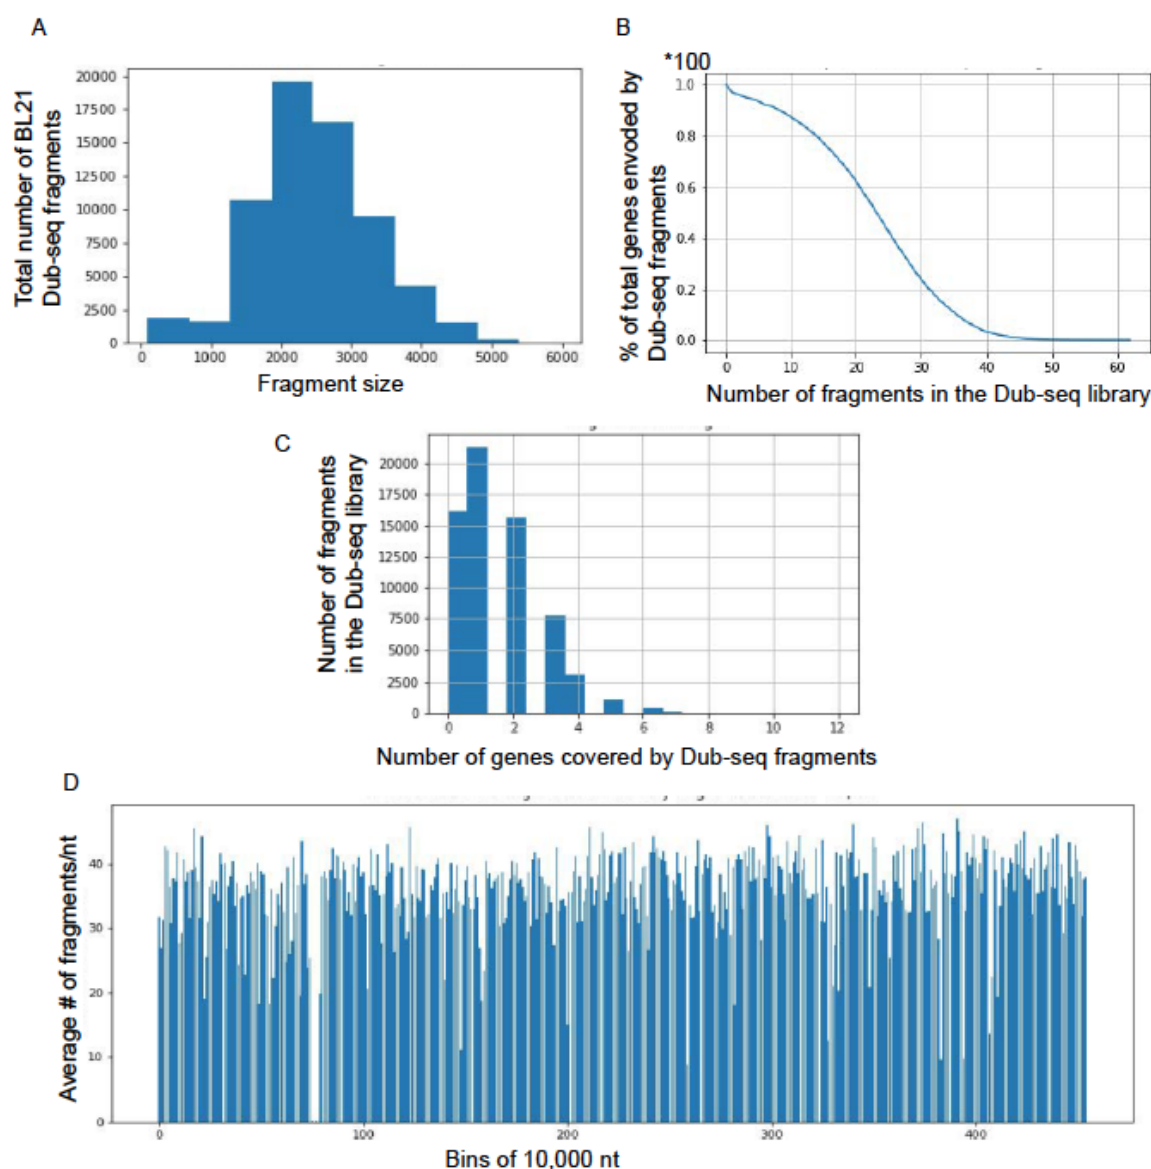 A
Total number of BL21
Dub-seq fragments
20000
17500
15000
12500
10000
7500
5000
2500
0
0 1000 2000 3000 4000 5000 6000
Fragment size
B
*100
% of total genes envoded by
Dub-seq fragments
1.0
0.8
0.6
0.4
0.2
0.0
0 10 20 30 40 50 60
Number of fragments in the Dub-seq library
C
Number of fragments
in the Dub-seq library
20000
17500
15000
12500
10000
7500
5000
2500
0
0 2 4 6 8 10 12
Number of genes covered by Dub-seq fragments
D
Average # of fragments/nt
40
30
20
10
0
0 100 200 300 400
Bins of 10,000 nt